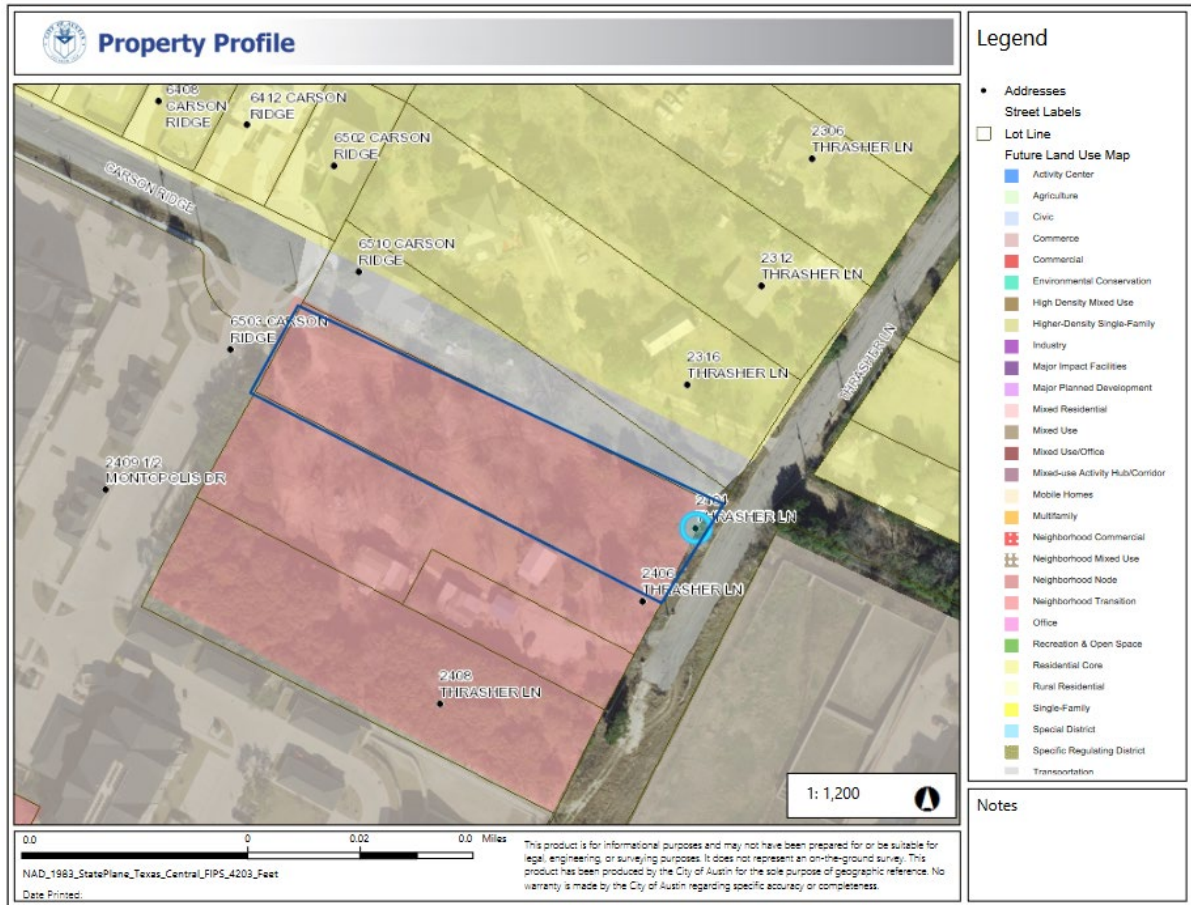 Property Profile
6408
CARSON
RIDGE
6412 CARSON
RIDGE
6502 CARSON
RIDGE
2306
THRASHER LN
CARSON RIDGE
6510 CARSON
RIDGE
2312
THRASHER LN
6503 CARSON
RIDGE
2316
THRASHER LN
THRASHER LN
2409 1/2
MONTOPOLIS DR
2404
THRASHER LN
2406
THRASHER LN
2408
THRASHER LN
1: 1,200
Legend
Addresses
Street Labels
Lot Line
Future Land Use Map
Activity Center
Agriculture
Civic
Commerce
Commercial
Environmental Conservation
High Density Mixed Use
Higher-Density Single-Family
Industry
Major Impact Facilities
Major Planned Development
Mixed Residential
Mixed Use
Mixed Use/Office
Mixed-use Activity Hub/Corridor
Mobile Homes
Multifamily
Neighborhood Commercial
Neighborhood Mixed Use
Neighborhood Node
Neighborhood Transition
Office
Recreation & Open Space
Residential Core
Rural Residential
Single-Family
Special District
Specific Regulating District
Transportation
Notes
0.0 0 0.02 0.0 Miles
NAD_1983_StatePlane_Texas_Central_FIPS_4203_Feet
Date Printed:
This product is for informational purposes and may not have been prepared for or be suitable for
legal, engineering, or surveying purposes. It does not represent an on-the-ground survey. This
product has been produced by the City of Austin for the sole purpose of geographic reference. No
warranty is made by the City of Austin regarding specific accuracy or completeness.